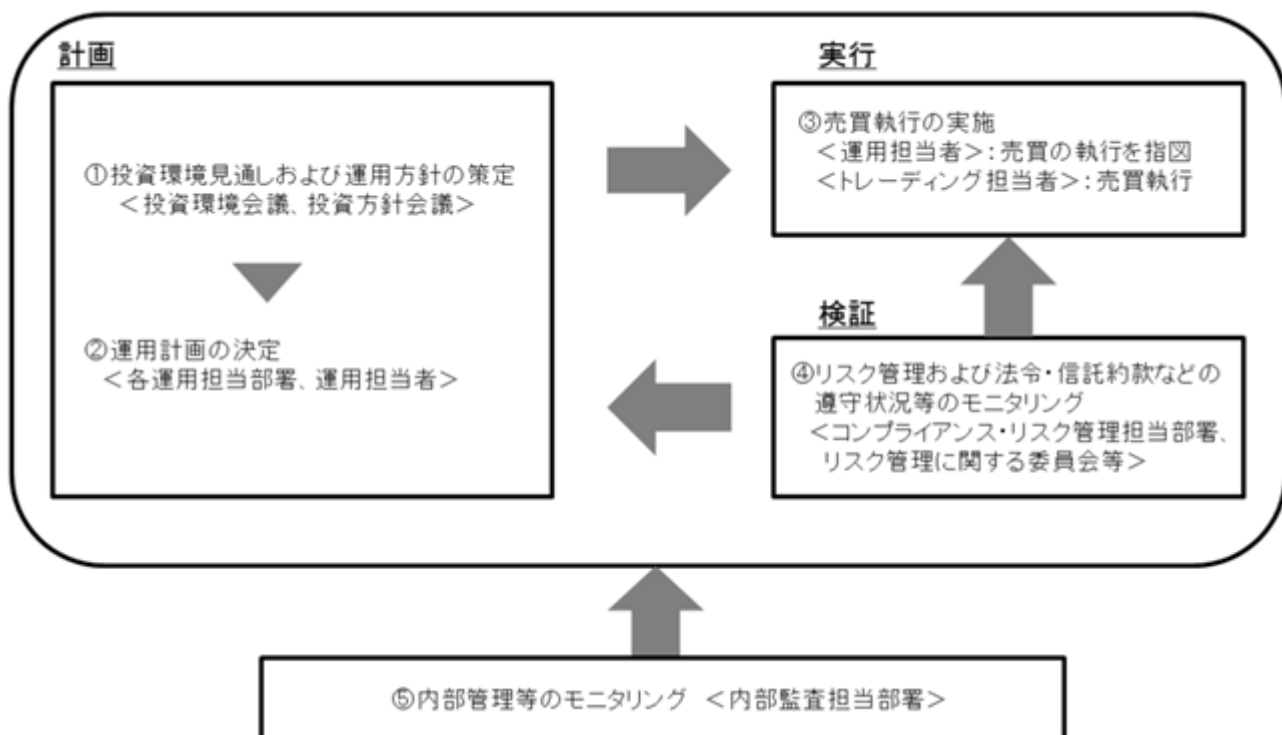 計画
①投資環境見通しおよび運用方針の策定
<投資環境会議、投資方針会議>
②運用計画の決定
<各運用担当部署、運用担当者>
実行
③売買執行の実施
<運用担当者>:売買の執行を指図
<トレーディング担当者>:売買執行
検証
④リスク管理および法令・信託約款などの
遵守状況等のモニタリング
<コンプライアンス・リスク管理担当部署、
リスク管理に関する委員会等>
⑤内部管理等のモニタリング <内部監査担当部署>